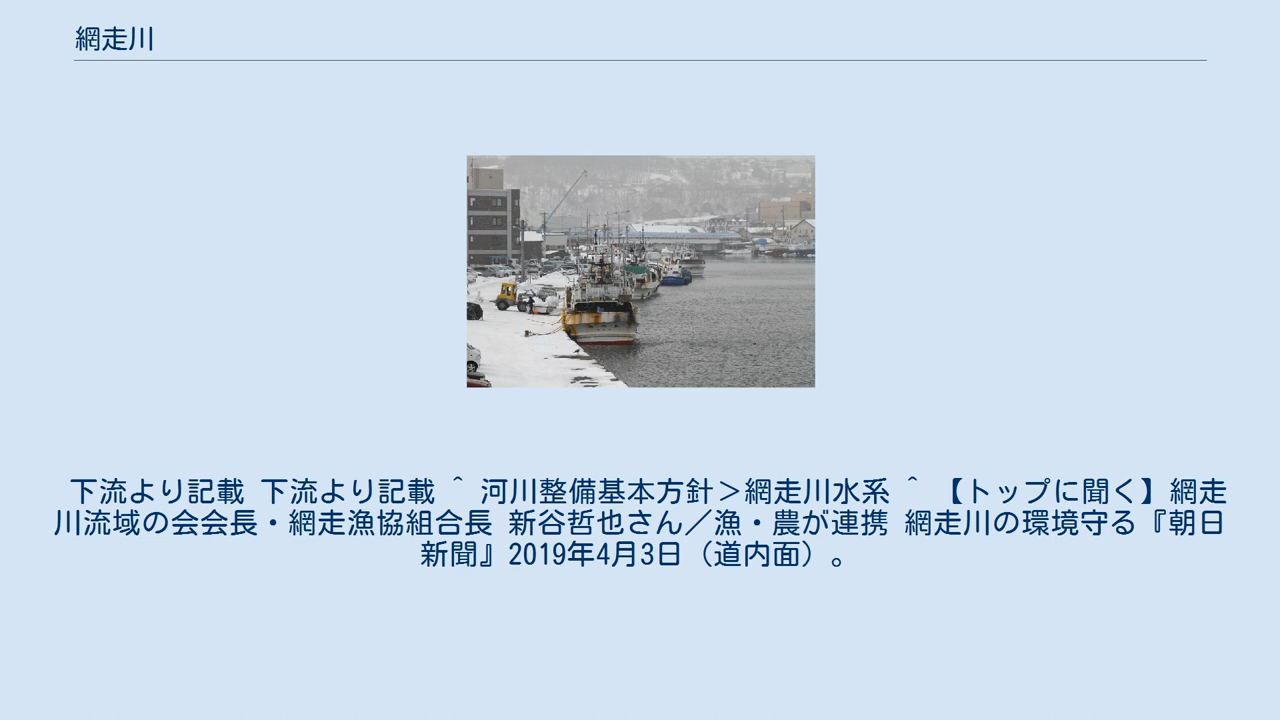 網走川
下流より記載 下流より記載 ^ 河川整備基本方針＞網走川水系 ^ 【トップに聞く】網走
川流域の会会長・網走漁協組合長 新谷哲也さん／漁・農が連携 網走川の環境守る『朝日
新聞』2019年4月3日（道内面）。